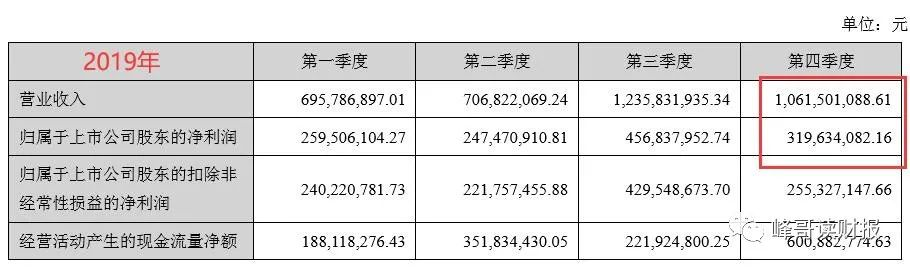 单位：元
2019年 第一季度 第二季度 第三季度 第四季度
营业收入 695,786,897.01 706,822,069.24 1,235,831,935.34 1,061,501,088.61
归属于上市公司股东的净利润 259,506,104.27 247,470,910.81 456,837,952.74 319,634,082.16
归属于上市公司股东的扣除非
经常性损益的净利润 240,220,781.73 221,757,455.88 429,548,673.70 255,327,147.66
经营活动产生的现金流量净额 188,118,276.43 351,834,430.05 221,924,800.25 600,882,774.63
峰哥读财报